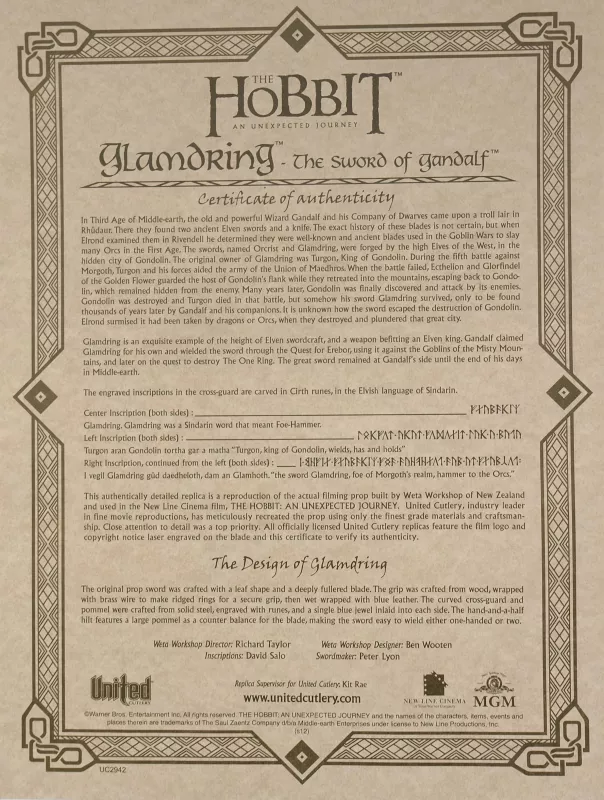 THE
HOBBIT™
AN UNEXPECTED JOURNEY
Glamdring™ - The Sword of Gandalf™
Certificate of authenticity
In Third Age of Middle-earth, the old and powerful Wizard Gandalf and his Company of Dwarves came upon a troll lair in
Rhûdaur. There they found two ancient Elven swords and a knife. The exact history of these blades is not certain, but when
Elrond examined them in Rivendell he determined they were well-known and ancient blades used in the Goblin Wars to slay
many Orcs in the First Age. The swords, named Orcrist and Glamdring, were forged by the high Elves of the West, in the
hidden city of Gondolin. The original owner of Glamdring was Turgon, King of Gondolin. During the fifth battle against
Morgoth, Turgon and his forces aided the army of the Union of Maedhros. When the battle failed, Ecthelion and Glorfindel
of the Golden Flower guarded the host of Gondolin's flank while they retreated into the mountains, escaping back to Gondo-
lin, which remained hidden from the enemy. Many years later, Gondolin was finally discovered and attack by its enemies.
Gondolin was destroyed and Turgon died in that battle, but somehow his sword Glamdring survived, only to be found
thousands of years later by Gandalf and his companions. It is unknown how the sword escaped the destruction of Gondolin.
Elrond surmised it had been taken by dragons or Orcs, when they destroyed and plundered that great city.
Glamdring is an exquisite example of the height of Elven swordcraft, and a weapon befitting an Elven king. Gandalf claimed
Glamdring for his own and wielded the sword through the Quest for Erebor, using it against the Goblins of the Misty Moun-
tains, and later on the quest to destroy The One Ring. The great sword remained at Gandalf's side until the end of his days
in Middle-earth.
The engraved inscriptions in the cross-guard are carved in Cirth runes, in the Elvish language of Sindarin.
Center Inscription (both sides) :
Glamdring. Glamdring was a Sindarin word that meant Foe-Hammer.
Left Inscription (both sides) :
Turgon aran Gondolin tortha gar a matha "Turgon, king of Gondolin, wields, has and holds"
Right Inscription, continued from the left (both sides) :
I vegil Glamdring gûd daedheloth, dam an Glamhoth. "the sword Glamdring, foe of Morgoth's realm, hammer to the Orcs."
This authentically detailed replica is a reproduction of the actual filming prop built by Weta Workshop of New Zealand
and used in the New Line Cinema film, THE HOBBIT: AN UNEXPECTED JOURNEY. United Cutlery, industry leader
in fine movie reproductions, has meticulously recreated the prop using only the finest grade materials and craftsman-
ship. Close attention to detail was a top priority. All officially licensed United Cutlery replicas feature the film logo and
copyright notice laser engraved on the blade and this certificate to verify its authenticity.
The Design of Glamdring
The original prop sword was crafted with a leaf shape and a deeply fullered blade. The grip was crafted from wood, wrapped
with brass wire to make ridged rings for a secure grip, then wet wrapped with blue leather. The curved cross-guard and
pommel were crafted from solid steel, engraved with runes, and a single blue jewel inlaid into each side. The hand-and-a-half
hilt features a large pommel as a counter balance for the blade, making the sword easy to wield either one-handed or two.
Weta Workshop Director: Richard Taylor Weta Workshop Designer: Ben Wooten
Inscriptions: David Salo Swordmaker: Peter Lyon
Replica Supervisor for United Cutlery: Kit Rae
United
CUTLERY
www.unitedcutlery.com
NEW LINE CINEMA
MGM
©Warner Bros. Entertainment Inc. All rights reserved. THE HOBBIT: AN UNEXPECTED JOURNEY and the names of the characters, items, events and
places therein are trademarks of The Saul Zaentz Company d/b/a Middle-earth Enterprises under license to New Line Productions, Inc.
(s12)
UC2942